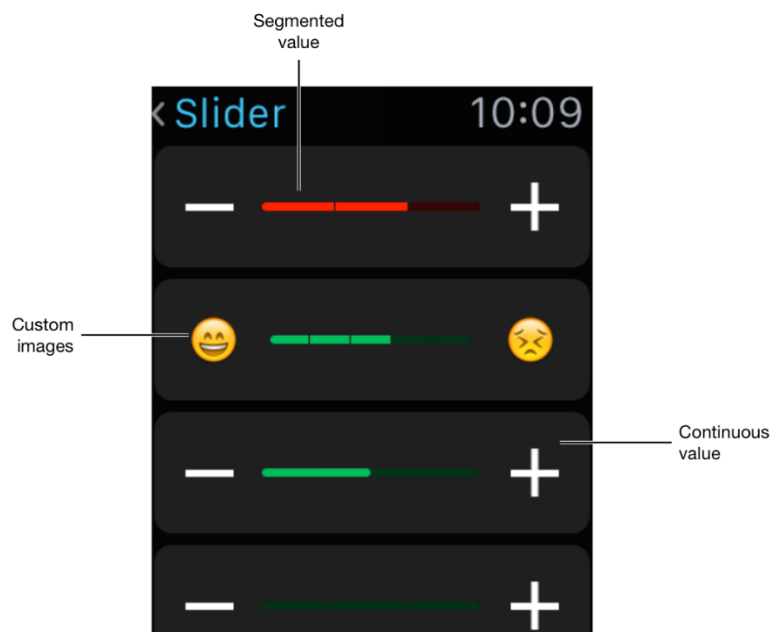 Segmented
value
< Slider 10:09
Custom
images
Continuous
value